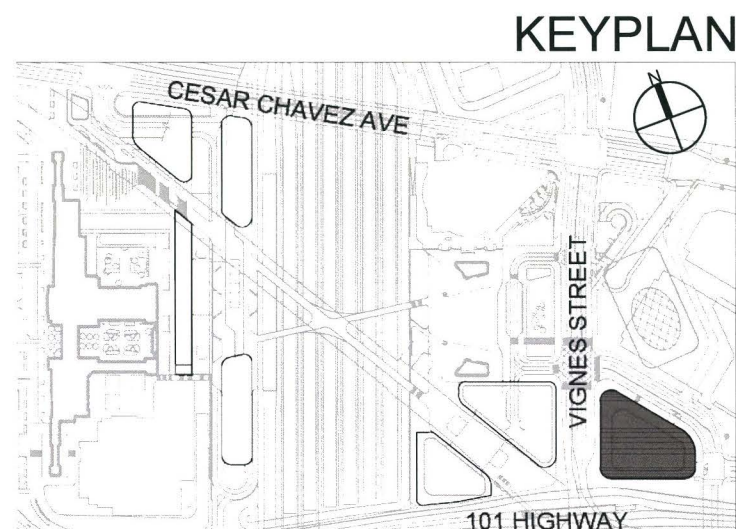 KEYPLAN
N
CESAR CHAVEZ AVE
VIGNES STREET
101 HIGHWAY